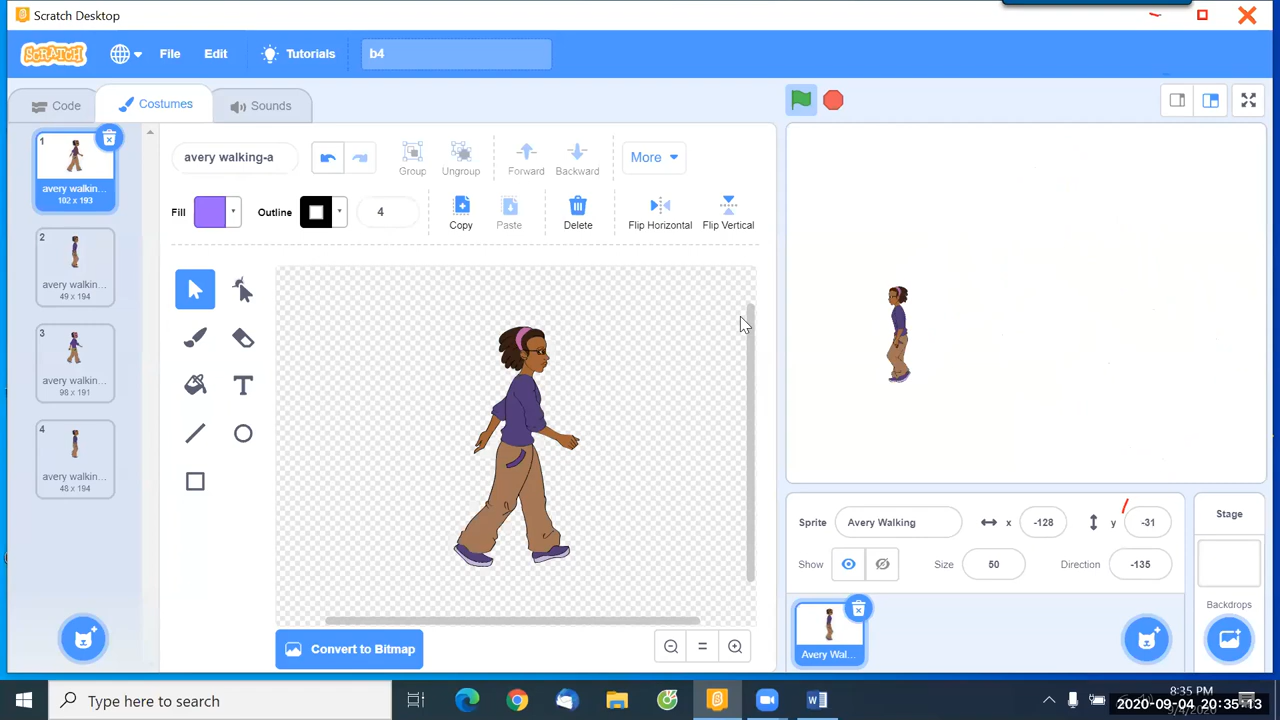 Scratch Desktop
SCRATCH File Edit Tutorials b4
Code Costumes Sounds
1
avery walkin...
102 x 193
2
avery walkin...
49 x 194
3
avery walkin...
98 x 191
4
avery walkin...
48 x 194
avery walking-a
Group Ungroup Forward Backward More
Fill Outline 4 Copy Paste Delete Flip Horizontal Flip Vertical
T
Convert to Bitmap
Sprite Avery Walking x -128 y -31
Show Size 50 Direction -135
Avery Wal...
Stage
Backdrops
Type here to search
8:35 PM
2020-09-04 20:35:13